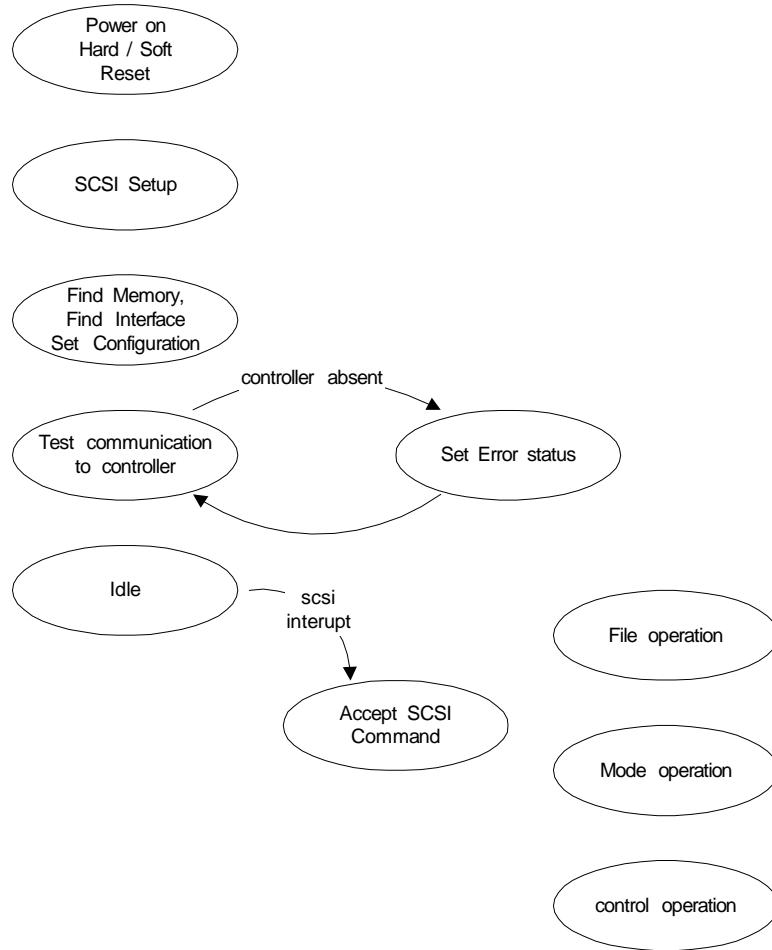 Power on
Hard / Soft
Reset
SCSI Setup
Find Memory,
Find Interface
Set Configuration
controller absent
Test communication
to controller
Set Error status
Idle
scsi
interupt
File operation
Accept SCSI
Command
Mode operation
control operation